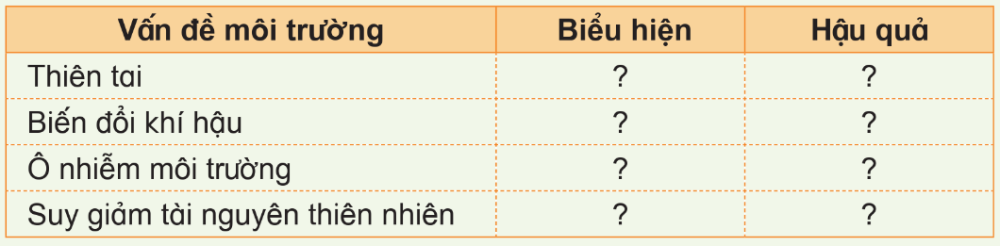 Vấn đề môi trường Biểu hiện Hậu quả
Thiên tai ? ?
Biến đổi khí hậu ? ?
Ô nhiễm môi trường ? ?
Suy giảm tài nguyên thiên nhiên ? ?